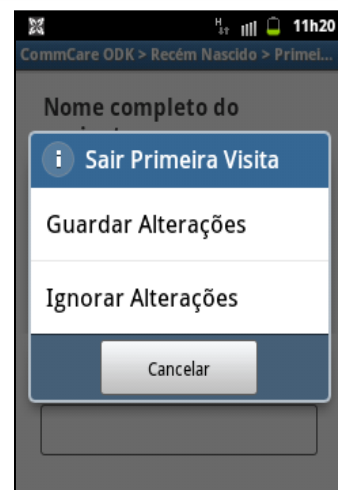 H
11h20
CommCare ODK > Recém Nascido > Primei...
Nome completo do
i
Sair Primeira Visita
Guardar Alterações
Ignorar Alterações
Cancelar